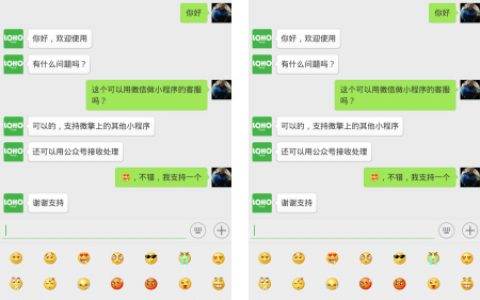 你好
LOHO
你好，欢迎使用
LOHO
有什么问题吗？
这个可以用微信做小程序的客服
吗？
LOHO
可以的，支持微擎上的其他小程序
LOHO
还可以用公众号接收处理
，不错，我支持一个
LOHO
谢谢支持
你好
LOHO
你好，欢迎使用
LOHO
有什么问题吗？
这个可以用微信做小程序的客服
吗？
LOHO
可以的，支持微擎上的其他小程序
LOHO
还可以用公众号接收处理
，不错，我支持一个
LOHO
谢谢支持